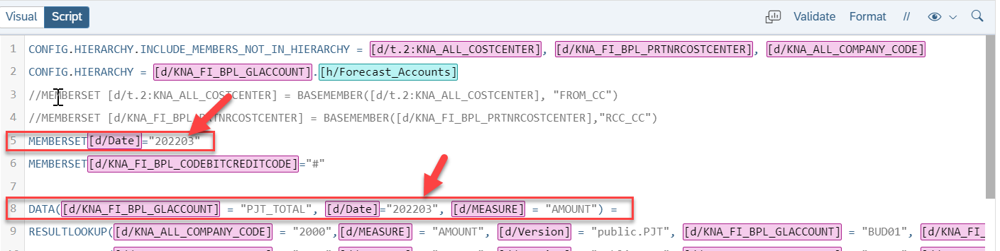 Visual Script Validate Format //
1 CONFIG.HIERARCHY.INCLUDE_MEMBERS_NOT_IN_HIERARCHY = [d/t.2:KNA_ALL_COSTCENTER], [d/KNA_FI_BPL_PRTNRCOSTCENTER], [d/KNA_ALL_COMPANY_CODE]
2 CONFIG.HIERARCHY = [d/KNA_FI_BPL_GLACCOUNT].[h/Forecast_Accounts]
3 //MEMBERSET [d/t.2:KNA_ALL_COSTCENTER] = BASEMEMBER([d/t.2:KNA_ALL_COSTCENTER], "FROM_CC")
4 //MEMBERSET [d/KNA_FI_BPL_PRTNRCOSTCENTER] = BASEMEMBER([d/KNA_FI_BPL_PRTNRCOSTCENTER],"RCC_CC")
5 MEMBERSET[d/Date]="202203"
6 MEMBERSET[d/KNA_FI_BPL_CODEBITCREDITCODE]="#"
7
8 DATA([d/KNA_FI_BPL_GLACCOUNT] = "PJT_TOTAL", [d/Date]="202203", [d/MEASURE] = "AMOUNT") =
9 RESULTLOOKUP([d/KNA_ALL_COMPANY_CODE] = "2000",[d/MEASURE] = "AMOUNT", [d/Version] = "public.PJT", [d/KNA_FI_BPL_GLACCOUNT] = "BUD01", [d/KNA_FI